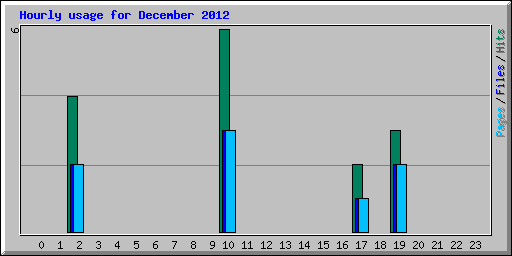 Hourly usage for December 2012
6
Pages/Files/Hits
0 1 2 3 4 5 6 7 8 9 10 11 12 13 14 15 16 17 18 19 20 21 22 23